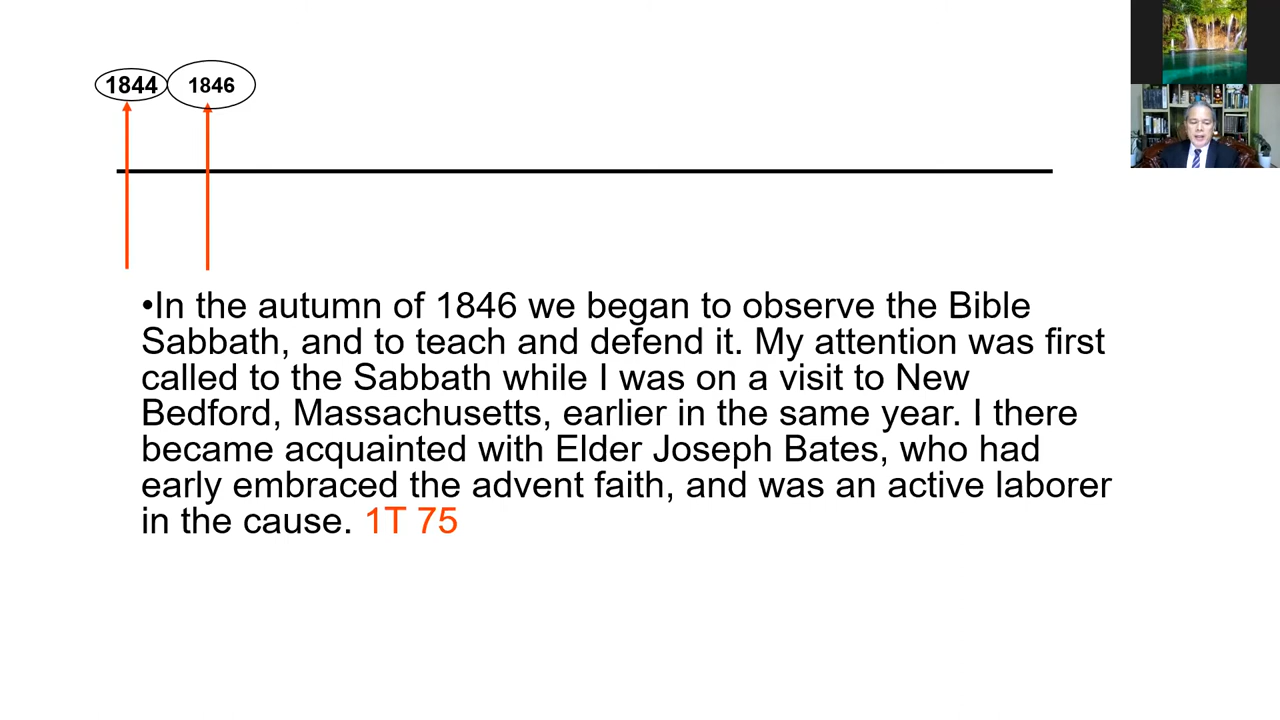 1844 1846
•In the autumn of 1846 we began to observe the Bible
Sabbath, and to teach and defend it. My attention was first
called to the Sabbath while I was on a visit to New
Bedford, Massachusetts, earlier in the same year. I there
became acquainted with Elder Joseph Bates, who had
early embraced the advent faith, and was an active laborer
in the cause. 1T 75